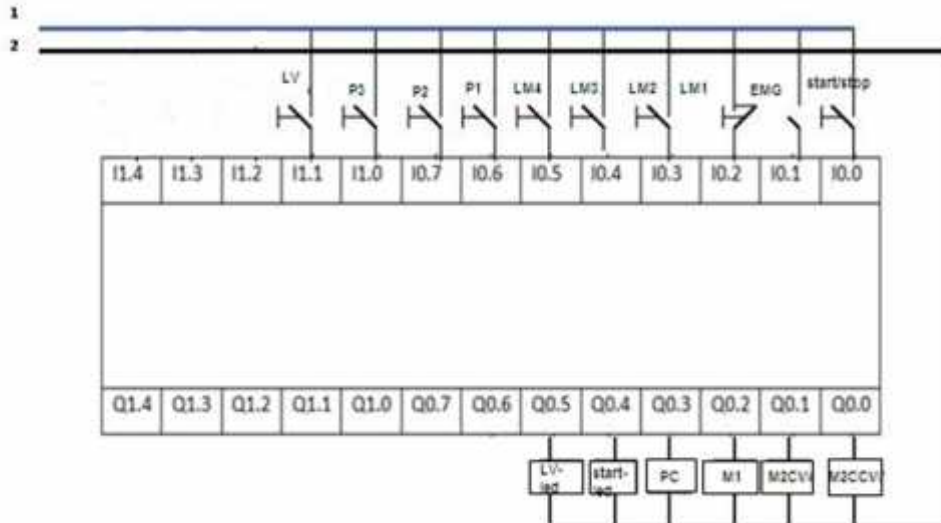 1
2
LV P3 P2 P1 LM4 LM3 LM2 LM1 EMG start/stop
I1.4 I1.3 I1.2 I1.1 I1.0 I0.7 I0.6 I0.5 I0.4 I0.3 I0.2 I0.1 I0.0
Q1.4 Q1.3 Q1.2 Q1.1 Q1.0 Q0.7 Q0.6 Q0.5 Q0.4 Q0.3 Q0.2 Q0.1 Q0.0
LV- start- PC M1 M2CW M2CCW
led led